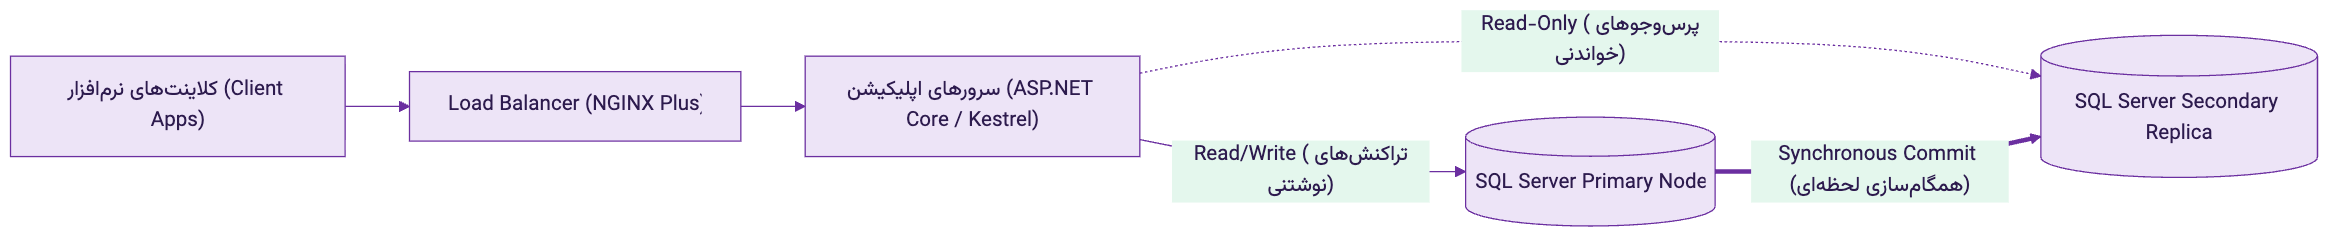 کلاینت‌های نرم‌افزار (Client
Apps)
Load Balancer (NGINX Plus)
سرورهای اپلیکیشن (ASP.NET
Core / Kestrel)
Read-Only ( پرس‌وجوهای
خواندنی)
Read/Write ( تراکنش‌های
نوشتنی)
SQL Server Primary Node
Synchronous Commit
(همگام‌سازی لحظه‌ای)
SQL Server Secondary
Replica